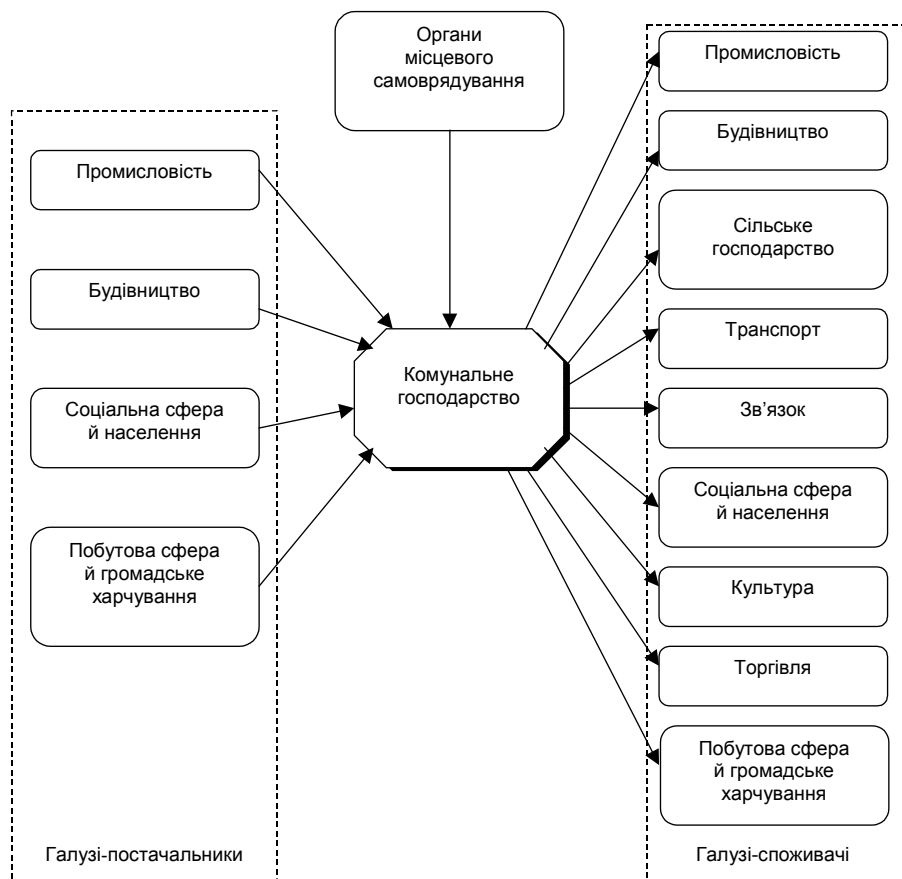 Органи
місцевого
самоврядування
Промисловість
Будівництво
Соціальна сфера
й населення
Побутова сфера
й громадське
харчування
Галузі-постачальники
Комунальне
господарство
Промисловість
Будівництво
Сільське
господарство
Транспорт
Зв’язок
Соціальна сфера
й населення
Культура
Торгівля
Побутова сфера
й громадське
харчування
Галузі-споживачі